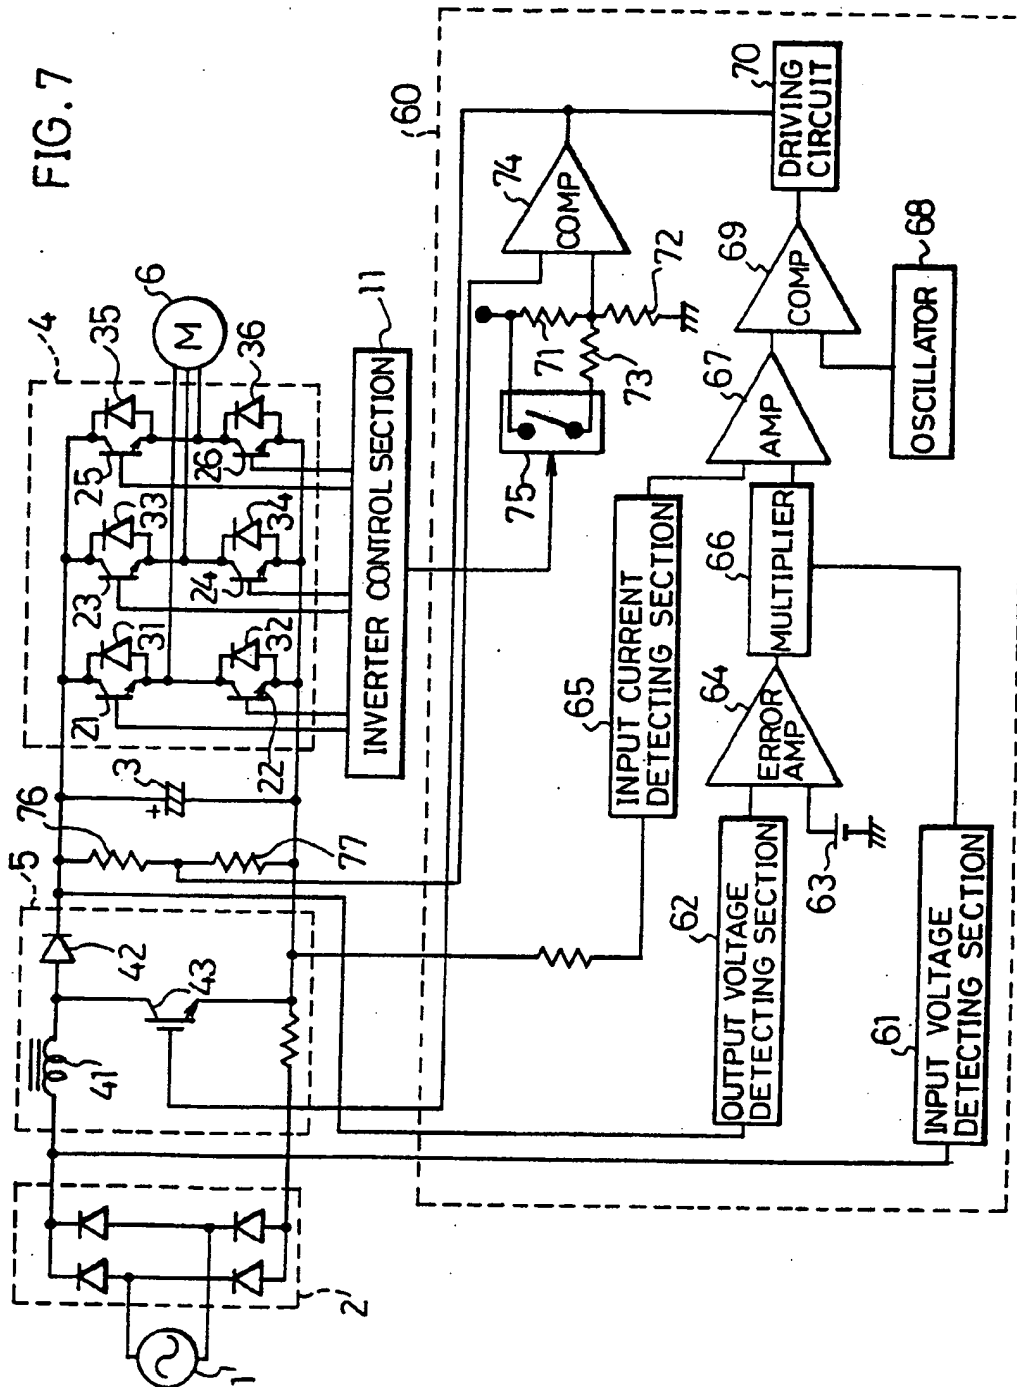 FIG. 7
1
2'
5
41
42
43
76
77
3
+
4
21
22
23
24
25
26
31
32
33
34
35
36
M
6
INVERTER CONTROL SECTION
11
60
61
INPUT VOLTAGE
DETECTING SECTION
62
OUTPUT VOLTAGE
DETECTING SECTION
63
64
ERROR
AMP
65
INPUT CURRENT
DETECTING SECTION
66
MULTIPLIER
67
AMP
68
OSCILLATOR
69
COMP
70
DRIVING
CIRCUIT
71
72
73
74
COMP
75